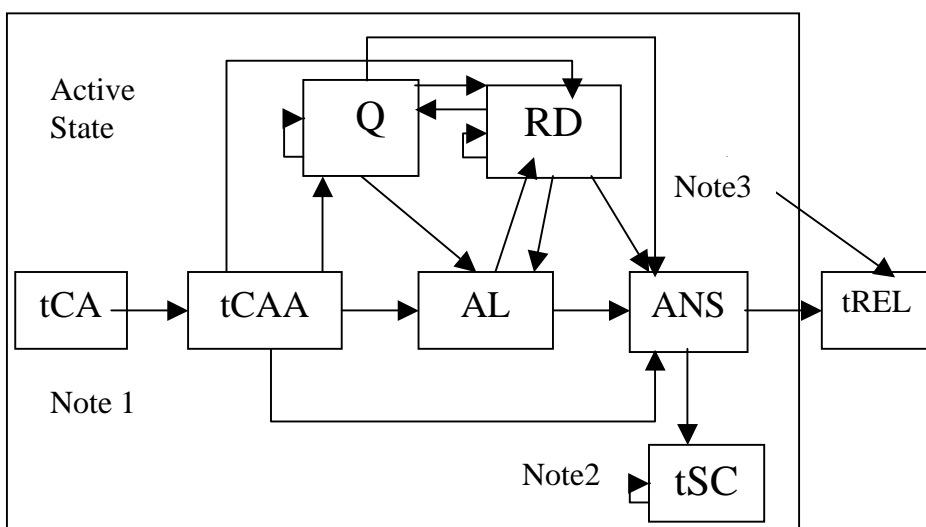 Active
State
Q
RD
Note3
tCA
tCAA
AL
ANS
tREL
Note 1
Note2
tSC